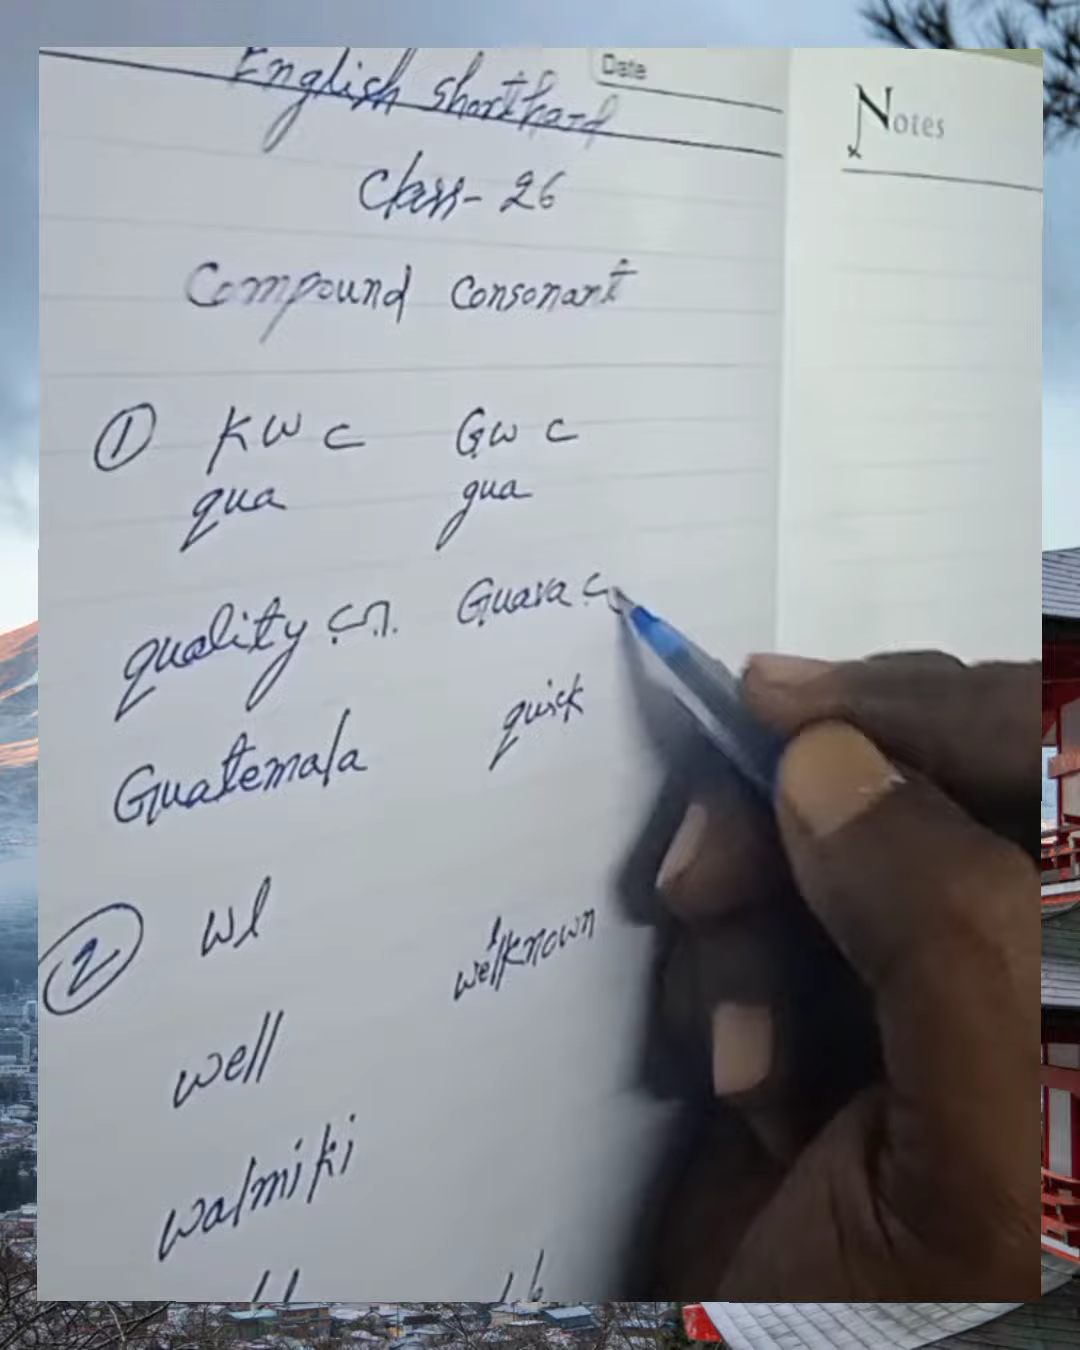 Date
Notes
English shorthand
Class-26
Compound consonant
① KW Gw
qua gua
quality Guava
Guatemala quick
② wl
well wellknown
walmiki